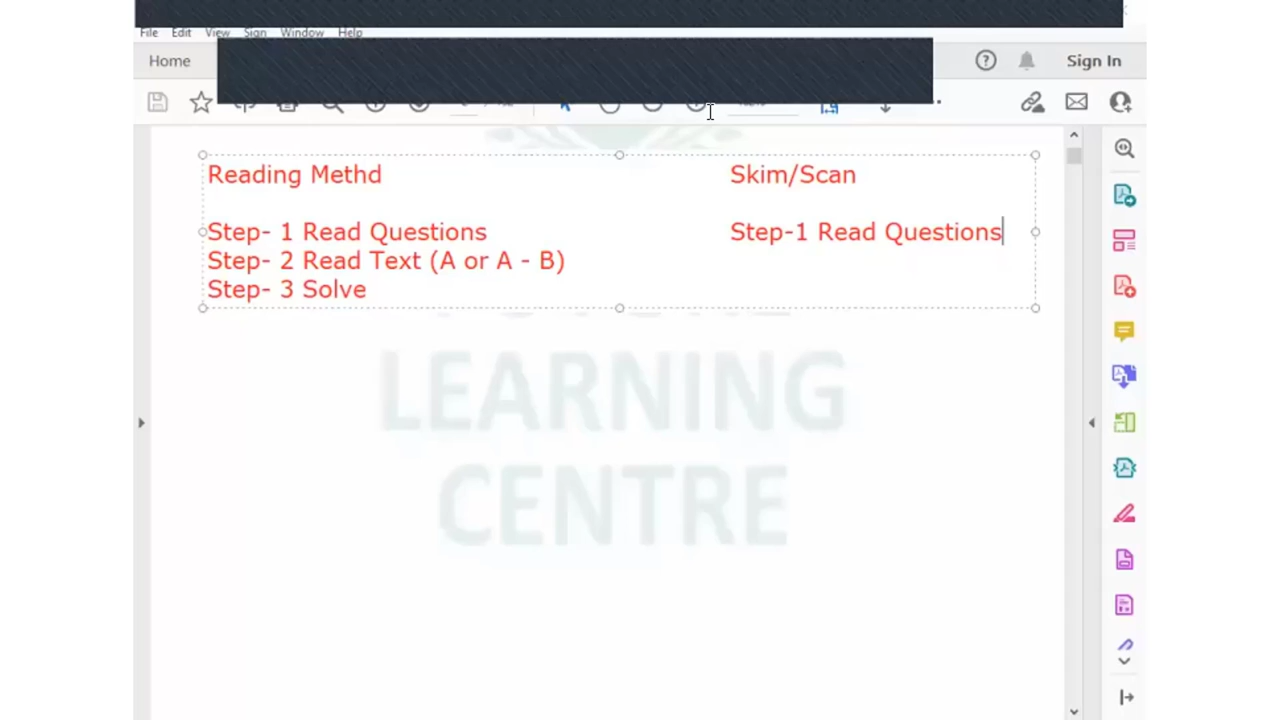 File Edit View Sign Window Help
Home Sign In
Reading Methd Skim/Scan
Step- 1 Read Questions Step-1 Read Questions
Step- 2 Read Text (A or A - B)
Step- 3 Solve
LEARNING
CENTRE